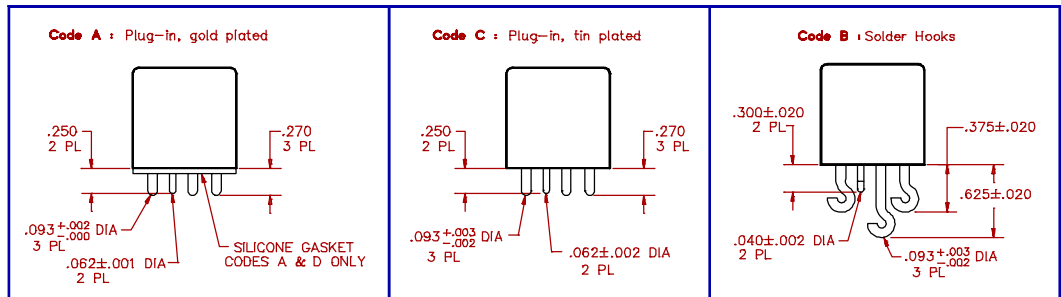 Code A : Plug-in, gold plated
.250
2 PL
.270
3 PL
.093 +.002 -.000 DIA
3 PL
.062±.001 DIA
2 PL
SILICONE GASKET
CODES A & D ONLY
Code C : Plug-in, tin plated
.250
2 PL
.270
3 PL
.093 +.003 -.002 DIA
3 PL
.062±.002 DIA
2 PL
Code B : Solder Hooks
.300±.020
2 PL
.375±.020
.625±.020
.040±.002 DIA
2 PL
.093 +.003 -.002 DIA
3 PL